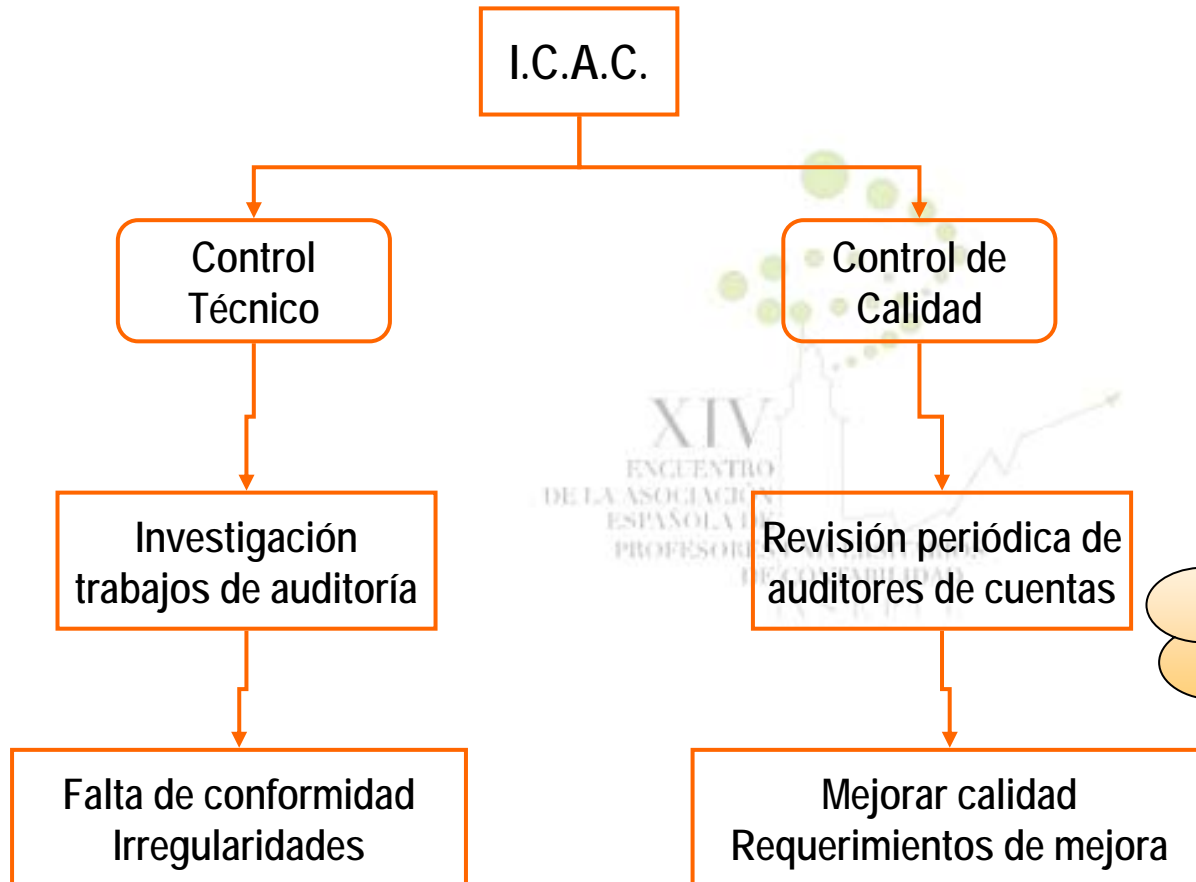 I.C.A.C.
Control
Técnico
Control de
Calidad
XIV
ENCUENTRO
DE LA ASOCIACIÓN
ESPAÑOLA DE
PROFESORES
DE CONTABILIDAD
Investigación
trabajos de auditoría
Revisión periódica de
auditores de cuentas
Falta de conformidad
Irregularidades
Mejorar calidad
Requerimientos de mejora